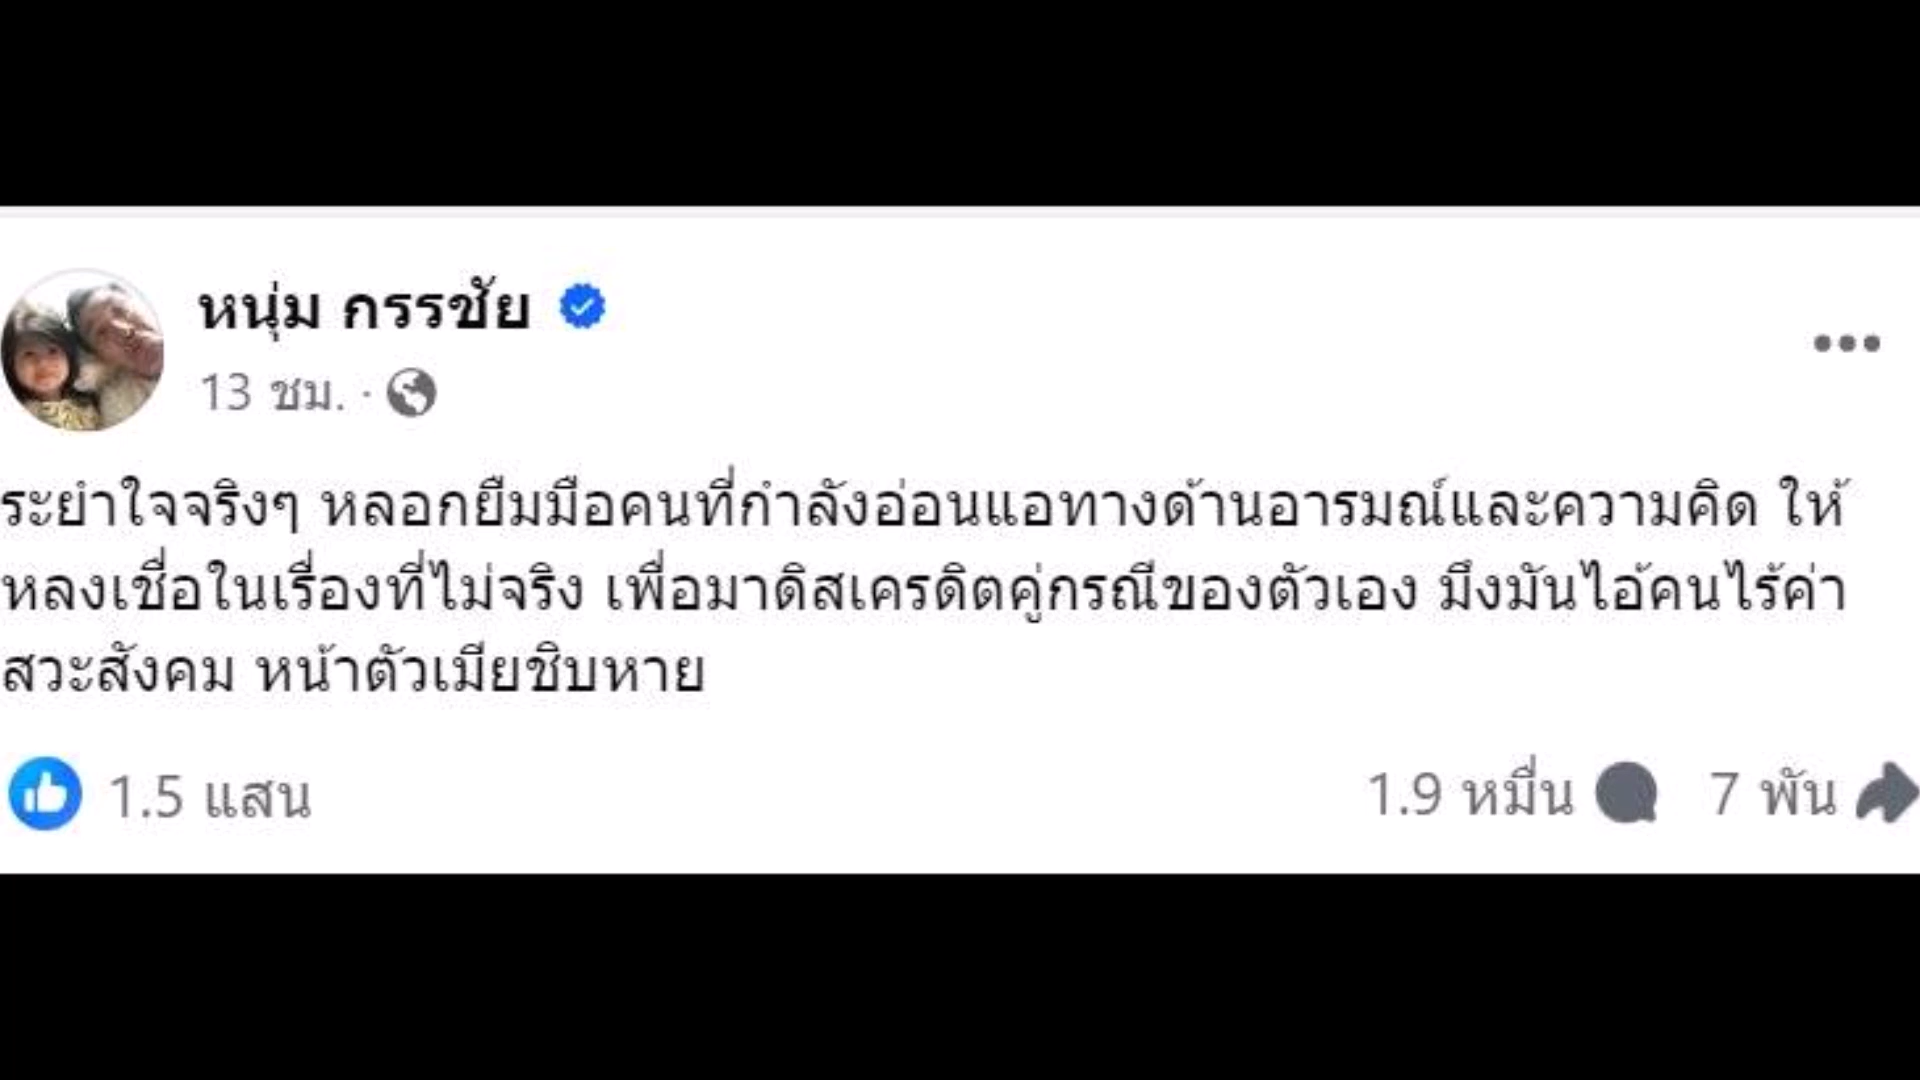 หนุ่ม กรรชัย
13 ชม. ·
ระยำใจจริงๆ หลอกยืมมือคนที่กำลังอ่อนแอทางด้านอารมณ์และความคิด ให้
หลงเชื่อในเรื่องที่ไม่จริง เพื่อมาดิสเครดิตคู่กรณีของตัวเอง มึงมันไอ้คนไร้ค่า
สวะสังคม หน้าตัวเมียชิบหาย
1.5 แสน 1.9 หมื่น 7 พัน